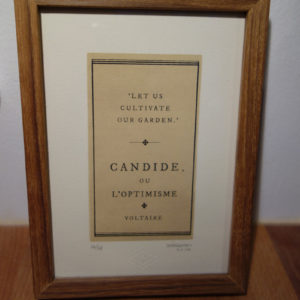 "LET US
CULTIVATE
OUR GARDEN."
CANDIDE,
OU
L'OPTIMISME
VOLTAIRE